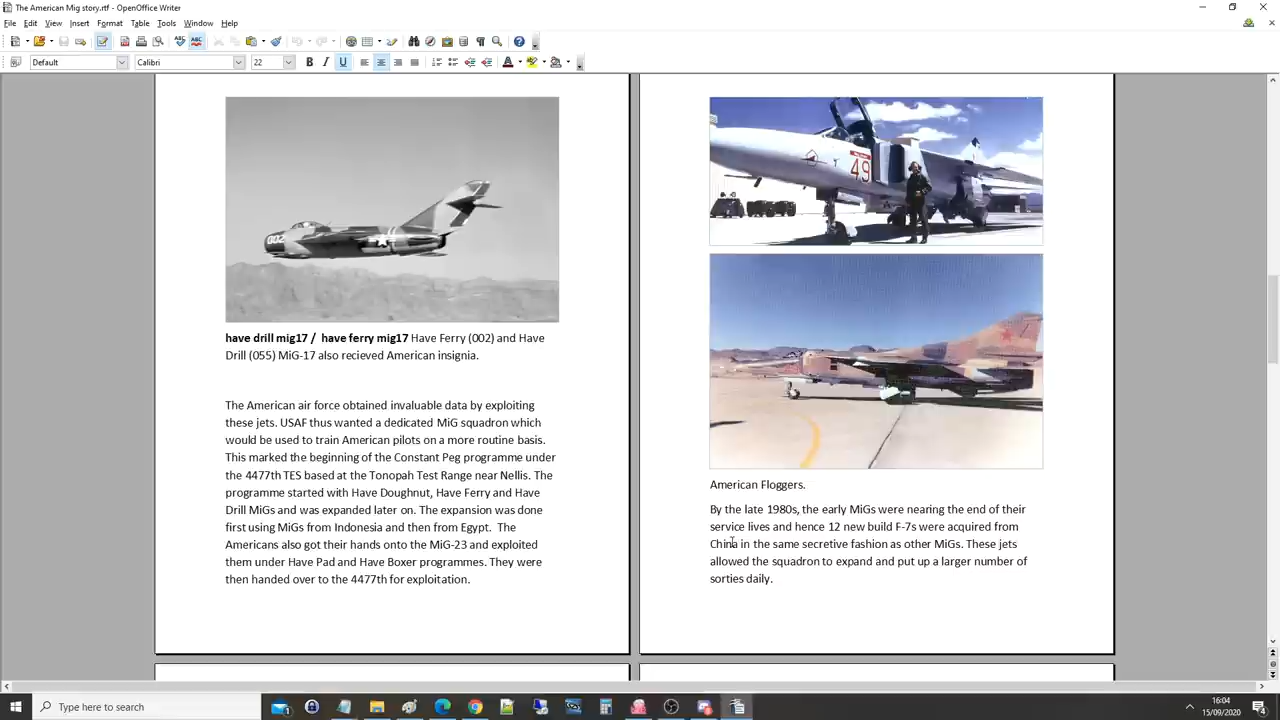 The American Mig story.rtf - OpenOffice Writer
File Edit View Insert Format Table Tools Window Help
Default Calibri 22
002
49
have drill mig17 /  have ferry mig17 Have Ferry (002) and Have
Drill (055) MiG-17 also recieved American insignia.
The American air force obtained invaluable data by exploiting
these jets. USAF thus wanted a dedicated MiG squadron which
would be used to train American pilots on a more routine basis.
This marked the beginning of the Constant Peg programme under
the 4477th TES based at the Tonopah Test Range near Nellis. The
programme started with Have Doughnut, Have Ferry and Have
Drill MiGs and was expanded later on. The expansion was done
first using MiGs from Indonesia and then from Egypt.  The
Americans also got their hands onto the MiG-23 and exploited
them under Have Pad and Have Boxer programmes. They were
then handed over to the 4477th for exploitation.
American Floggers.
By the late 1980s, the early MiGs were nearing the end of their
service lives and hence 12 new build F-7s were acquired from
China in the same secretive fashion as other MiGs. These jets
allowed the squadron to expand and put up a larger number of
sorties daily.
Type here to search
16:04
15/09/2020